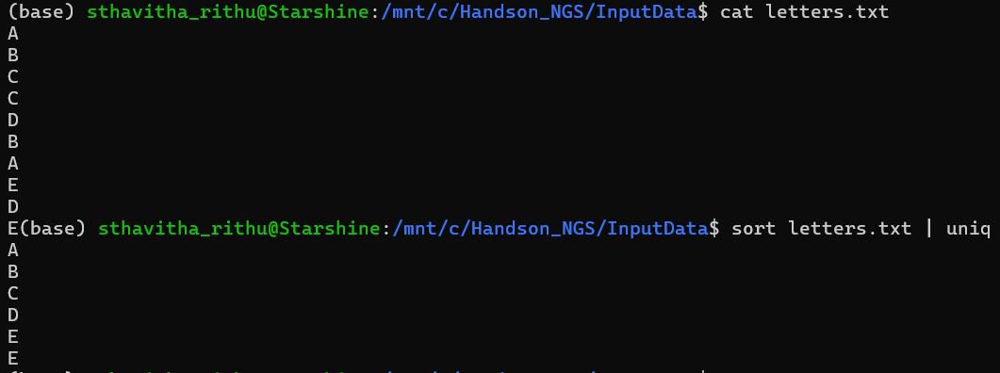 (base) sthavitha_rithu@Starshine:/mnt/c/Handson_NGS/InputData$ cat letters.txt
A
B
C
C
D
B
A
E
D
E(base) sthavitha_rithu@Starshine:/mnt/c/Handson_NGS/InputData$ sort letters.txt | uniq
A
B
C
D
E
E